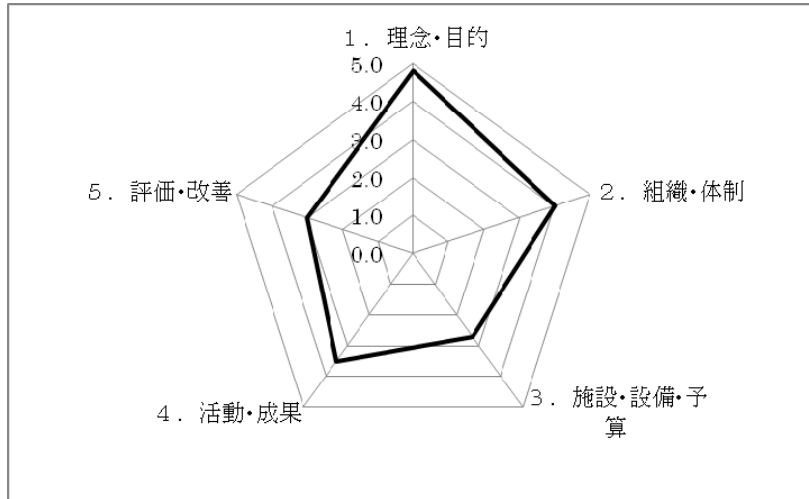 1. 理念・目的
5.0
4.0
3.0
2.0
1.0
0.0
2. 組織・体制
3. 施設・設備・予
算
4. 活動・成果
5. 評価・改善